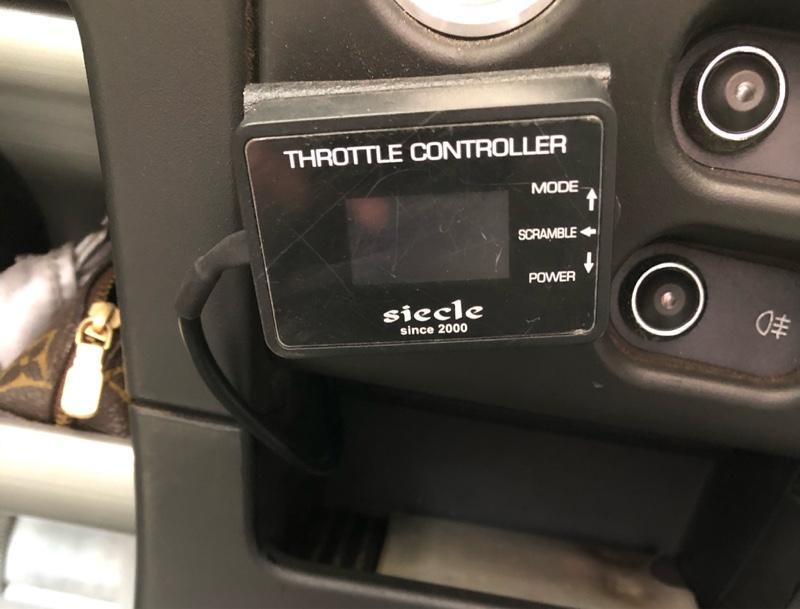 THROTTLE CONTROLLER
MODE
SCRAMBLE
POWER
siecle
since 2000